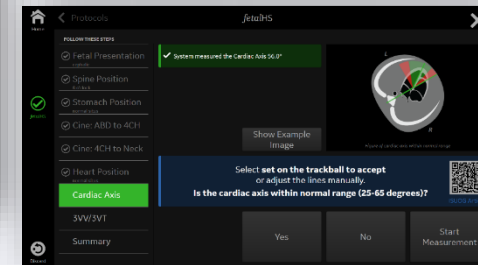 Home
Protocols
fetalHS
FOLLOW THESE STEPS
Fetal Presentation
Spine Position
Stomach Position
Cine: ABD to 4CH
Cine: 4CH to Neck
Heart Position
Cardiac Axis
3VV/3VT
Summary
System measured the Cardiac Axis 56.0°
L
R
Show Example
Image
Select set on the trackball to accept
or adjust the lines manually.
Is the cardiac axis within normal range (25-65 degrees)?
Yes
No
Start
Measurement